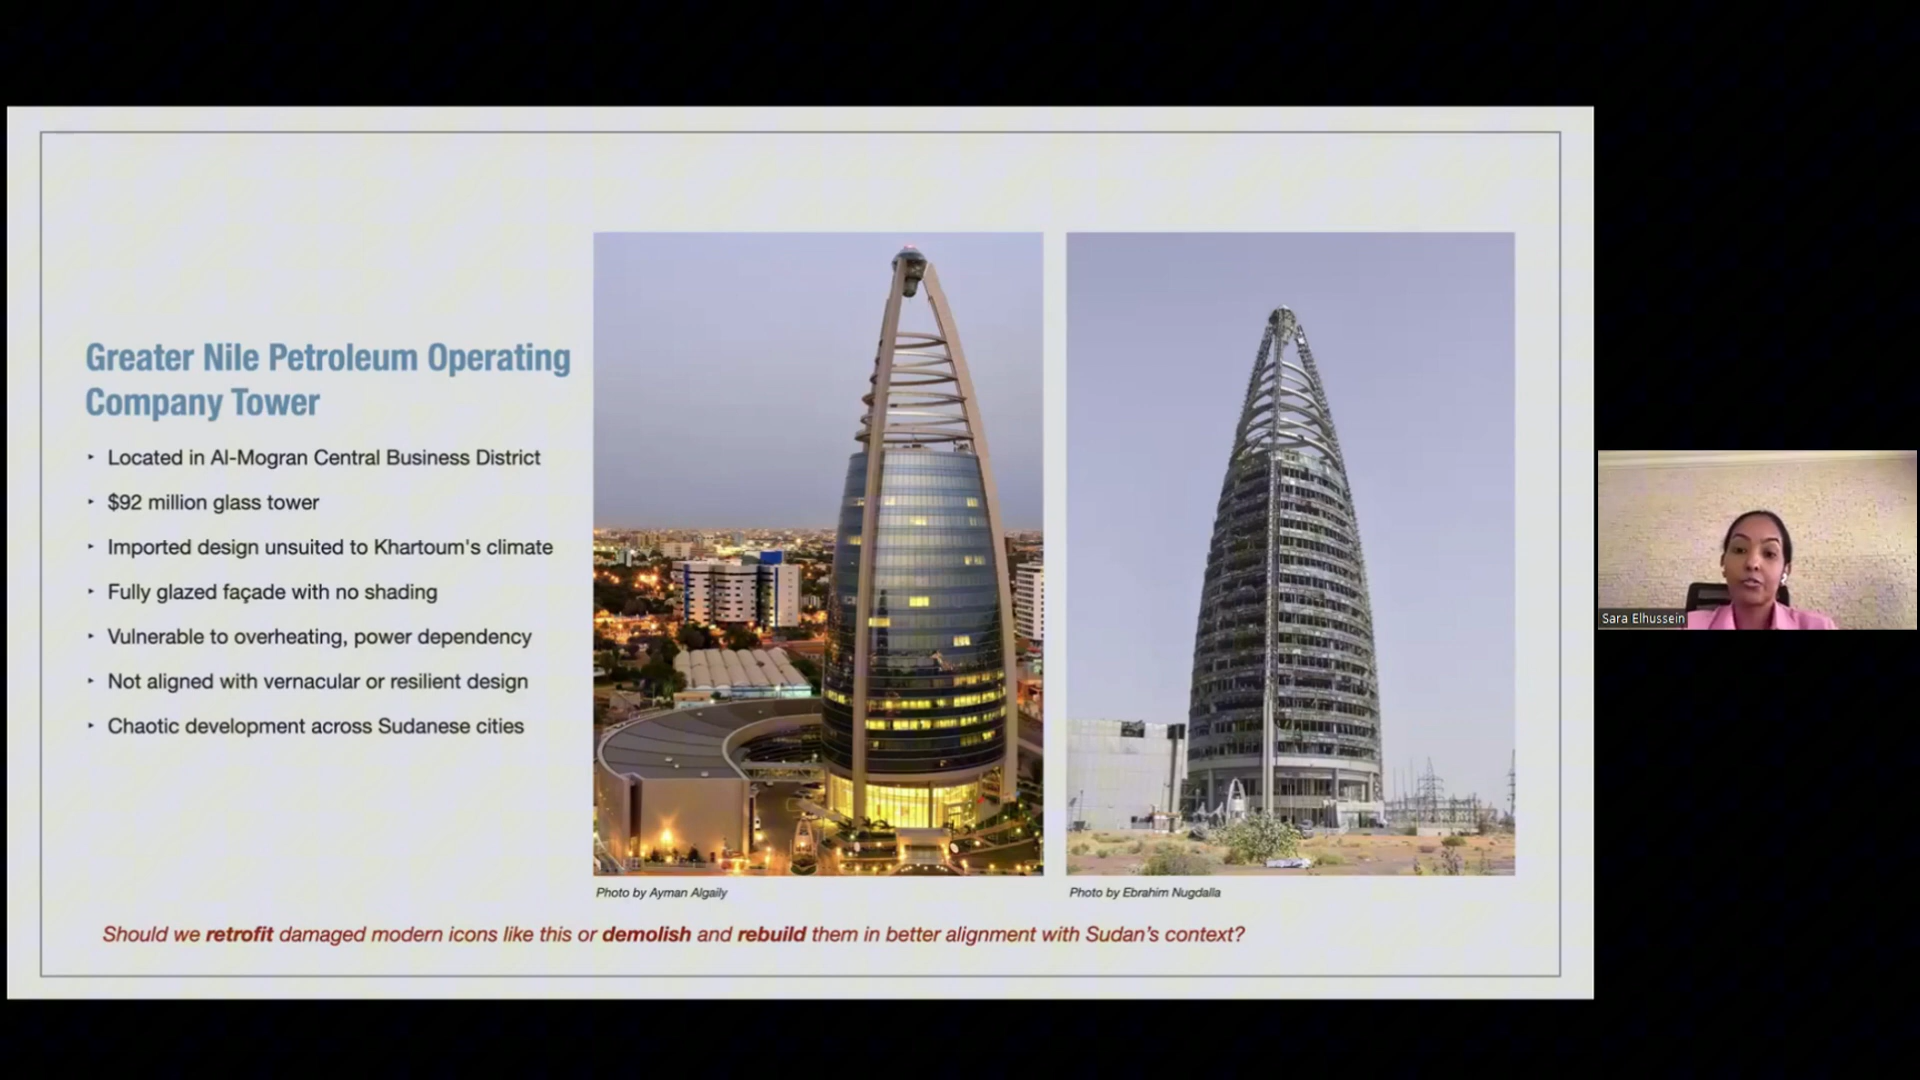 Greater Nile Petroleum Operating
Company Tower
‣ Located in Al-Mogran Central Business District
‣ $92 million glass tower
‣ Imported design unsuited to Khartoum's climate
‣ Fully glazed façade with no shading
‣ Vulnerable to overheating, power dependency
‣ Not aligned with vernacular or resilient design
‣ Chaotic development across Sudanese cities
Photo by Ayman Algaily
Photo by Ebrahim Nugdalla
Should we retrofit damaged modern icons like this or demolish and rebuild them in better alignment with Sudan’s context?
Sara Elhussein